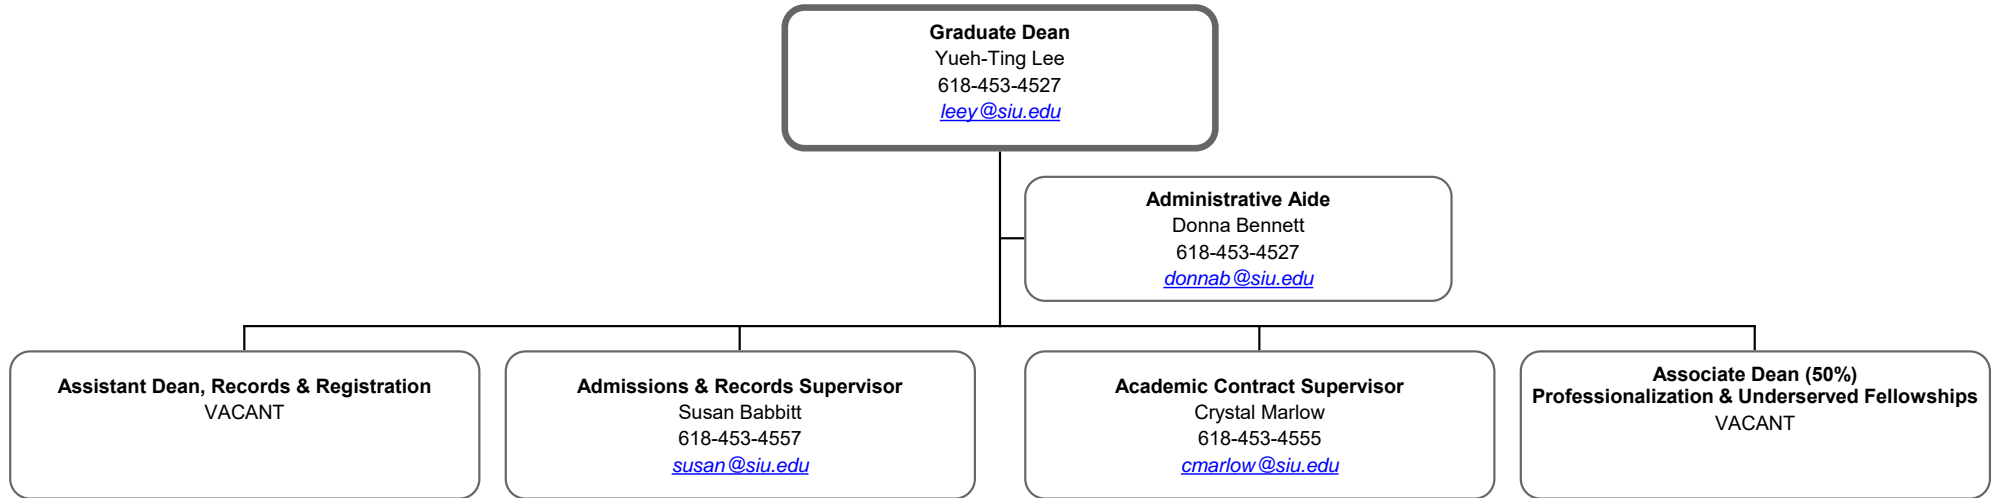 Graduate Dean
Yueh-Ting Lee
618-453-4527
leey@siu.edu
Administrative Aide
Donna Bennett
618-453-4527
donnab@siu.edu
Assistant Dean, Records & Registration
VACANT
Admissions & Records Supervisor
Susan Babbitt
618-453-4557
susan@siu.edu
Academic Contract Supervisor
Crystal Marlow
618-453-4555
cmarlow@siu.edu
Associate Dean (50%)
Professionalization & Underserved Fellowships
VACANT